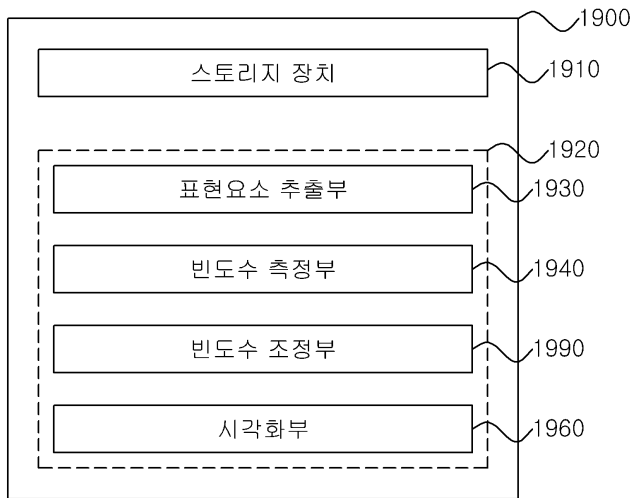 1900
스토리지 장치 1910
1920
표현요소 추출부 1930
빈도수 측정부 1940
빈도수 조정부 1990
시각화부 1960